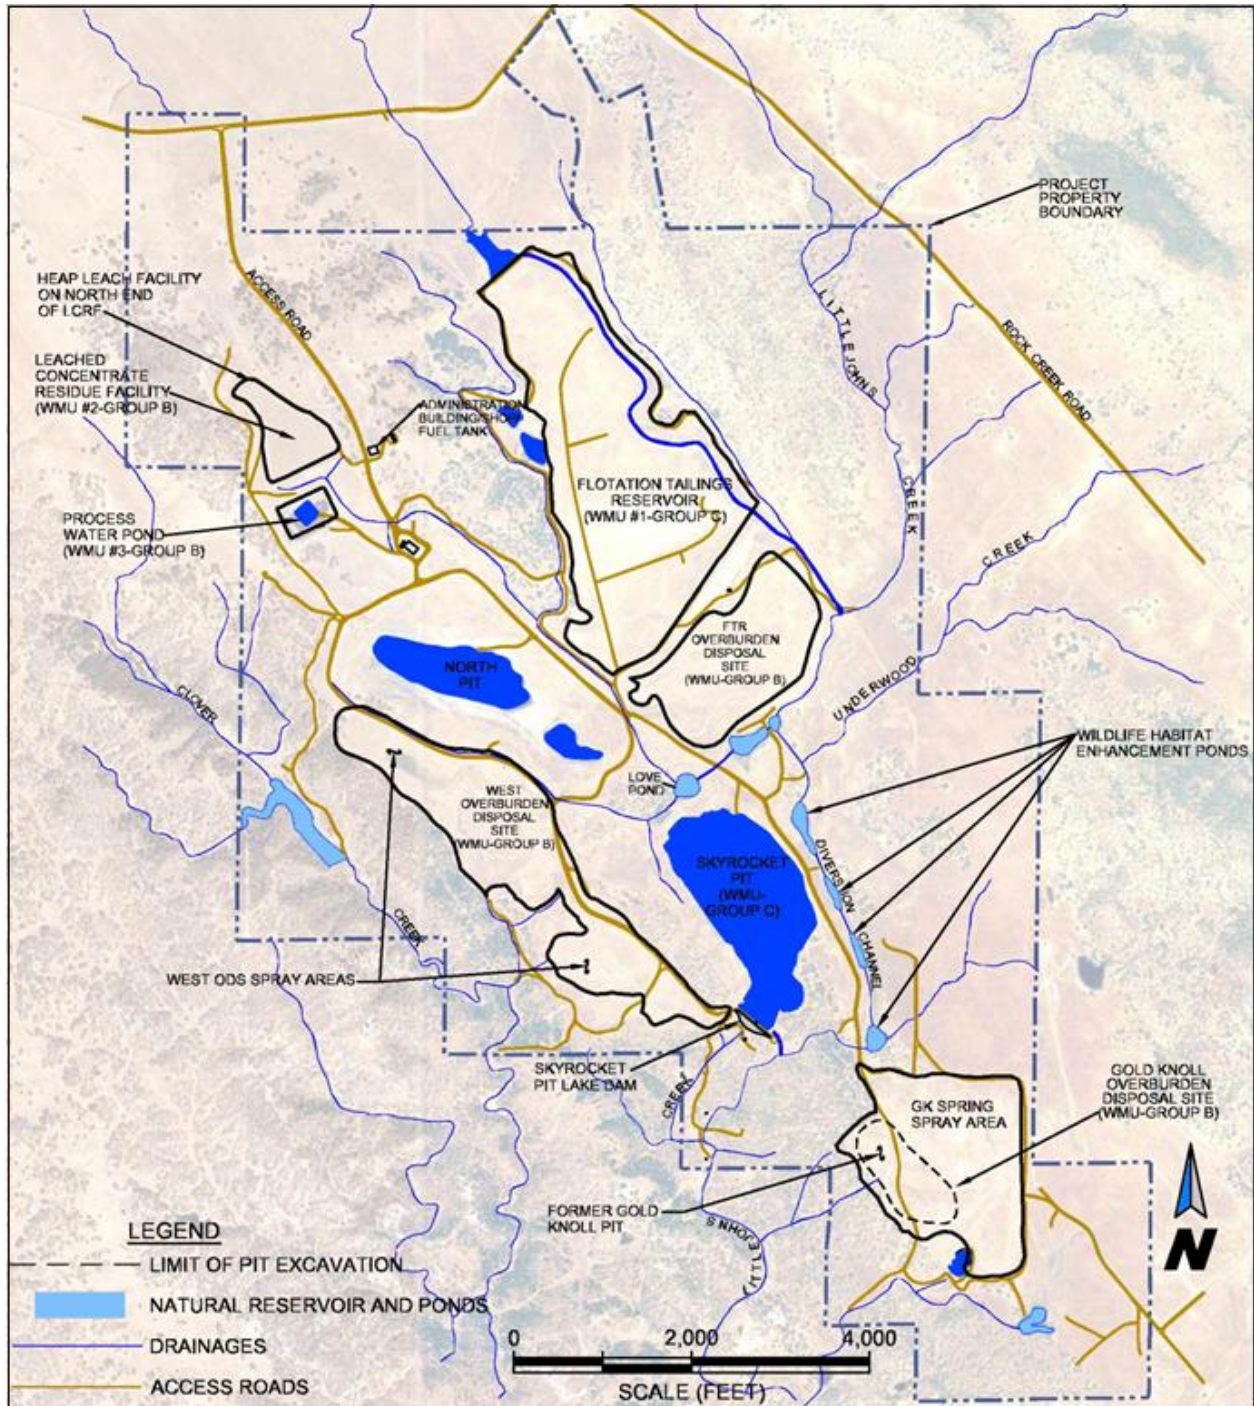 PROJECT
PROPERTY
BOUNDARY
HEAP LEACH FACILITY
ON NORTH END
OF LCRF
ACCESS ROAD
LITTLEJOHNS
CREEK
ROCK CREEK ROAD
LEACHED
CONCENTRATE
RESIDUE FACILITY
(WMU #2-GROUP B)
ADMINISTRATION
BUILDING/SHOP/
FUEL TANK
FLOTATION TAILINGS
RESERVOIR
(WMU #1-GROUP C)
PROCESS
WATER POND
(WMU #3-GROUP B)
CREEK
UNDERWOOD
FTR
OVERBURDEN
DISPOSAL
SITE
(WMU-GROUP B)
NORTH
PIT
CLOVER
CREEK
WILDLIFE HABITAT
ENHANCEMENT PONDS
LOVE
POND
WEST
OVERBURDEN
DISPOSAL
SITE
(WMU-GROUP B)
SKYROCKET
PIT
(WMU-
GROUP C)
DIVERSION
CHANNEL
WEST ODS SPRAY AREAS
SKYROCKET
PIT LAKE DAM
CREEK
GOLD KNOLL
OVERBURDEN
DISPOSAL SITE
(WMU-GROUP B)
GK SPRING
SPRAY AREA
FORMER GOLD
KNOLL PIT
LITTLEJOHNS
N
LEGEND
LIMIT OF PIT EXCAVATION
NATURAL RESERVOIR AND PONDS
DRAINAGES
ACCESS ROADS
0 2,000 4,000
SCALE (FEET)